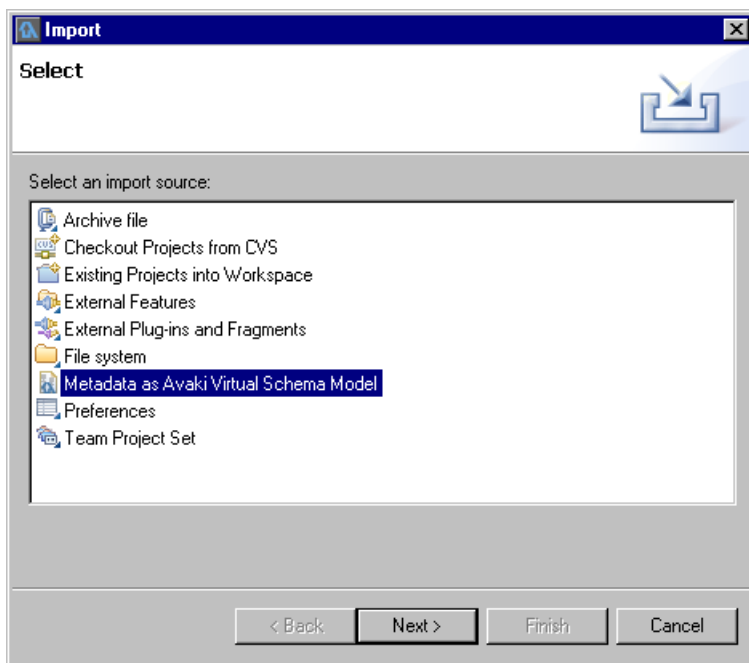 Import
Select
Select an import source:
Archive file
Checkout Projects from CVS
Existing Projects into Workspace
External Features
External Plug-ins and Fragments
File system
Metadata as Avaki Virtual Schema Model
Preferences
Team Project Set
< Back Next > Finish Cancel